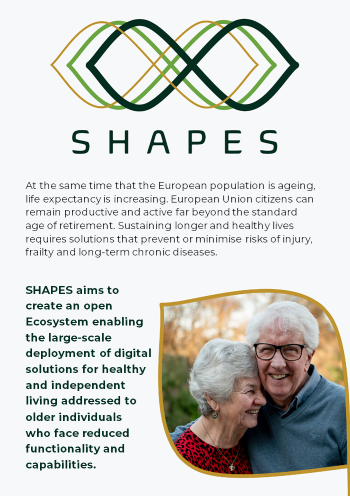 SHAPES
At the same time that the European population is ageing,
life expectancy is increasing. European Union citizens can
remain productive and active far beyond the standard
age of retirement. Sustaining longer and healthy lives
requires solutions that prevent or minimise risks of injury,
frailty and long-term chronic diseases.
SHAPES aims to
create an open
Ecosystem enabling
the large-scale
deployment of digital
solutions for healthy
and independent
living addressed to
older individuals
who face reduced
functionality and
capabilities.